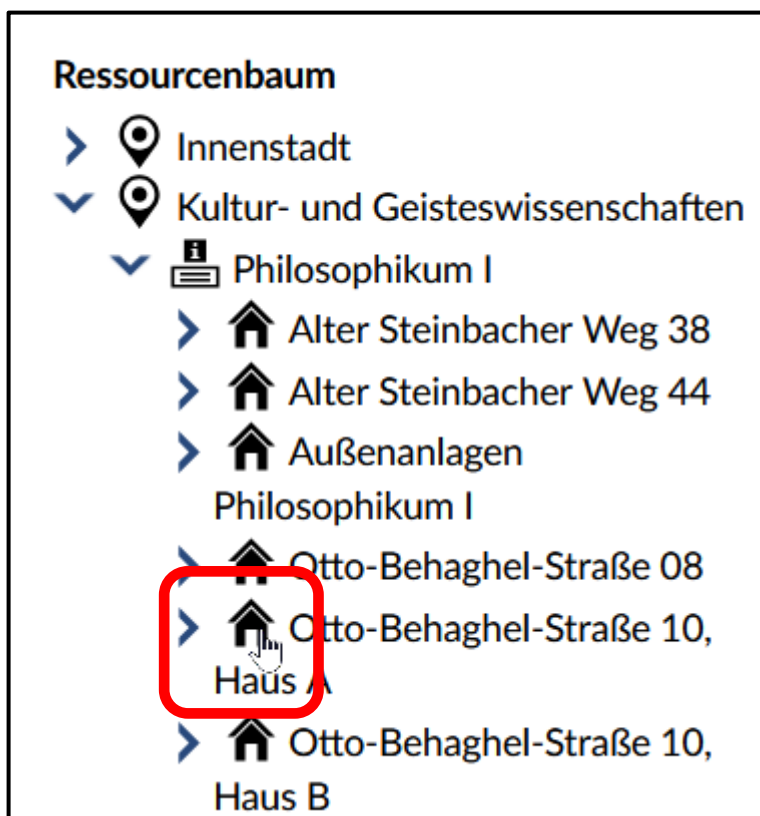 Ressourcenbaum
Innenstadt
Kultur- und Geisteswissenschaften
Philosophikum I
Alter Steinbacher Weg 38
Alter Steinbacher Weg 44
Außenanlagen
Philosophikum I
Otto-Behaghel-Straße 08
Otto-Behaghel-Straße 10,
Haus A
Otto-Behaghel-Straße 10,
Haus B